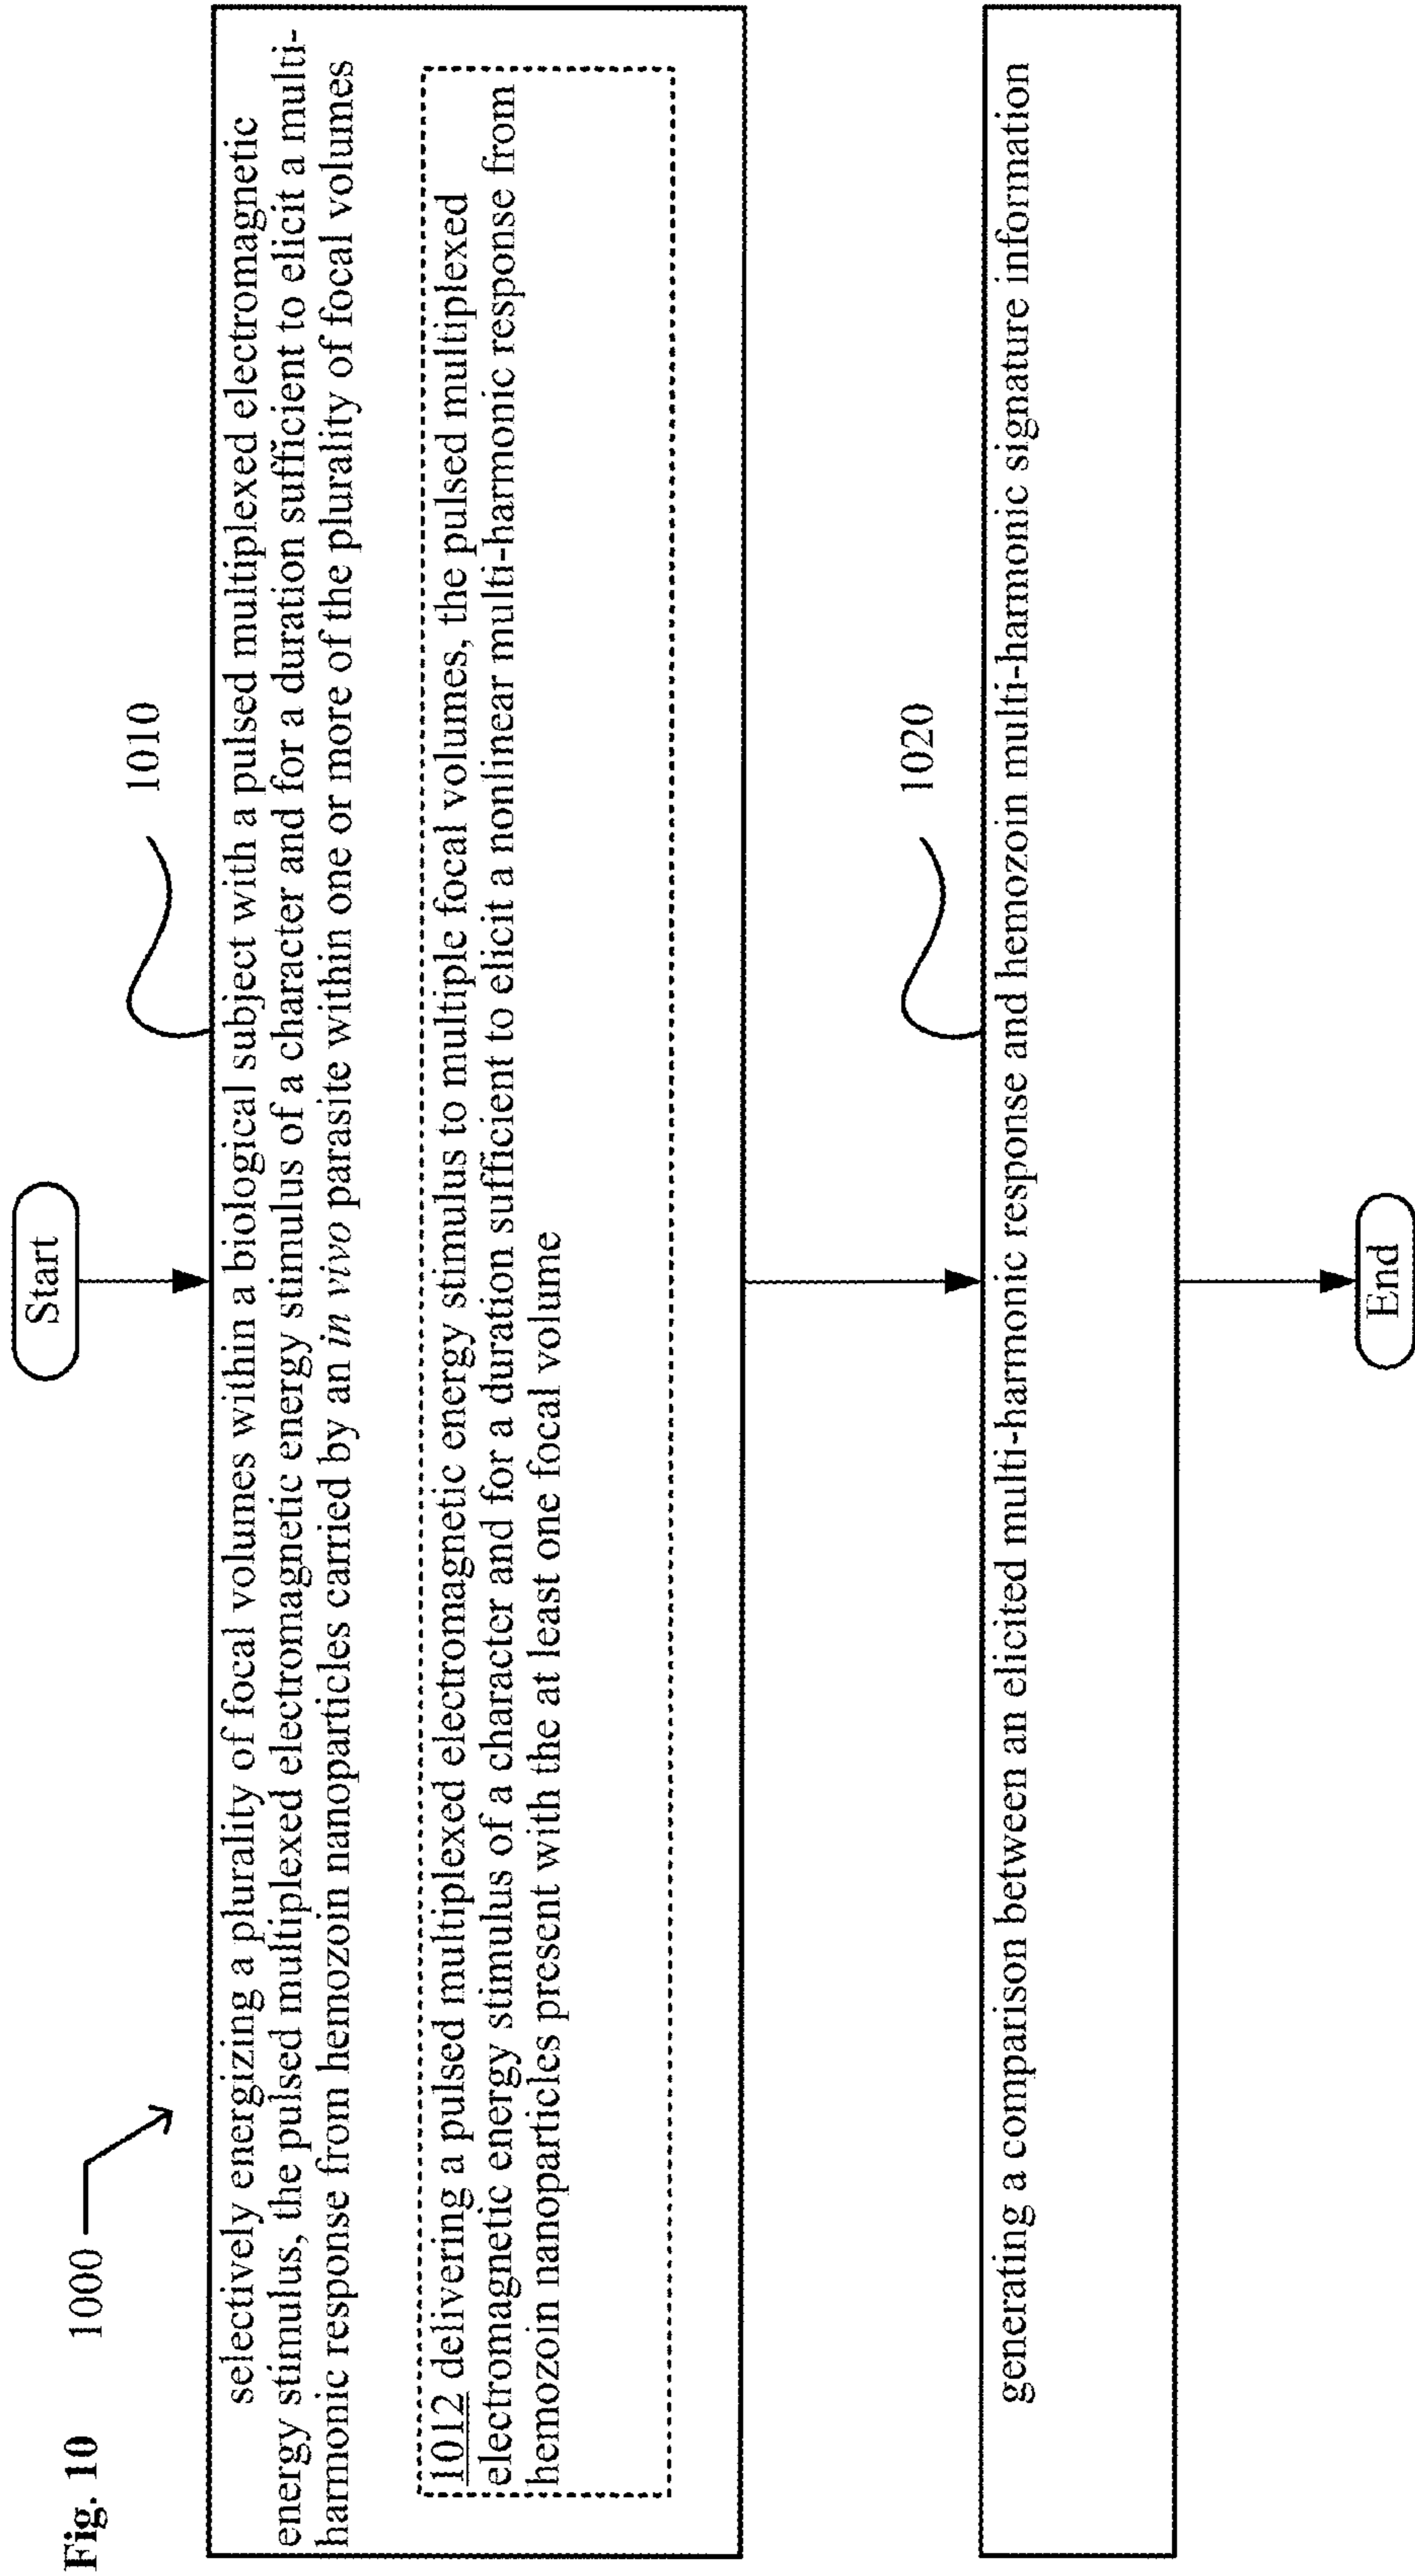 Fig. 10
1000
Start
1010
selectively energizing a plurality of focal volumes within a biological subject with a pulsed multiplexed electromagnetic
energy stimulus, the pulsed multiplexed electromagnetic energy stimulus of a character and for a duration sufficient to elicit a multi-
harmonic response from hemozoin nanoparticles carried by an in vivo parasite within one or more of the plurality of focal volumes
1012 delivering a pulsed multiplexed electromagnetic energy stimulus to multiple focal volumes, the pulsed multiplexed
electromagnetic energy stimulus of a character and for a duration sufficient to elicit a nonlinear multi-harmonic response from
hemozoin nanoparticles present with the at least one focal volume
1020
generating a comparison between an elicited multi-harmonic response and hemozoin multi-harmonic signature information
End